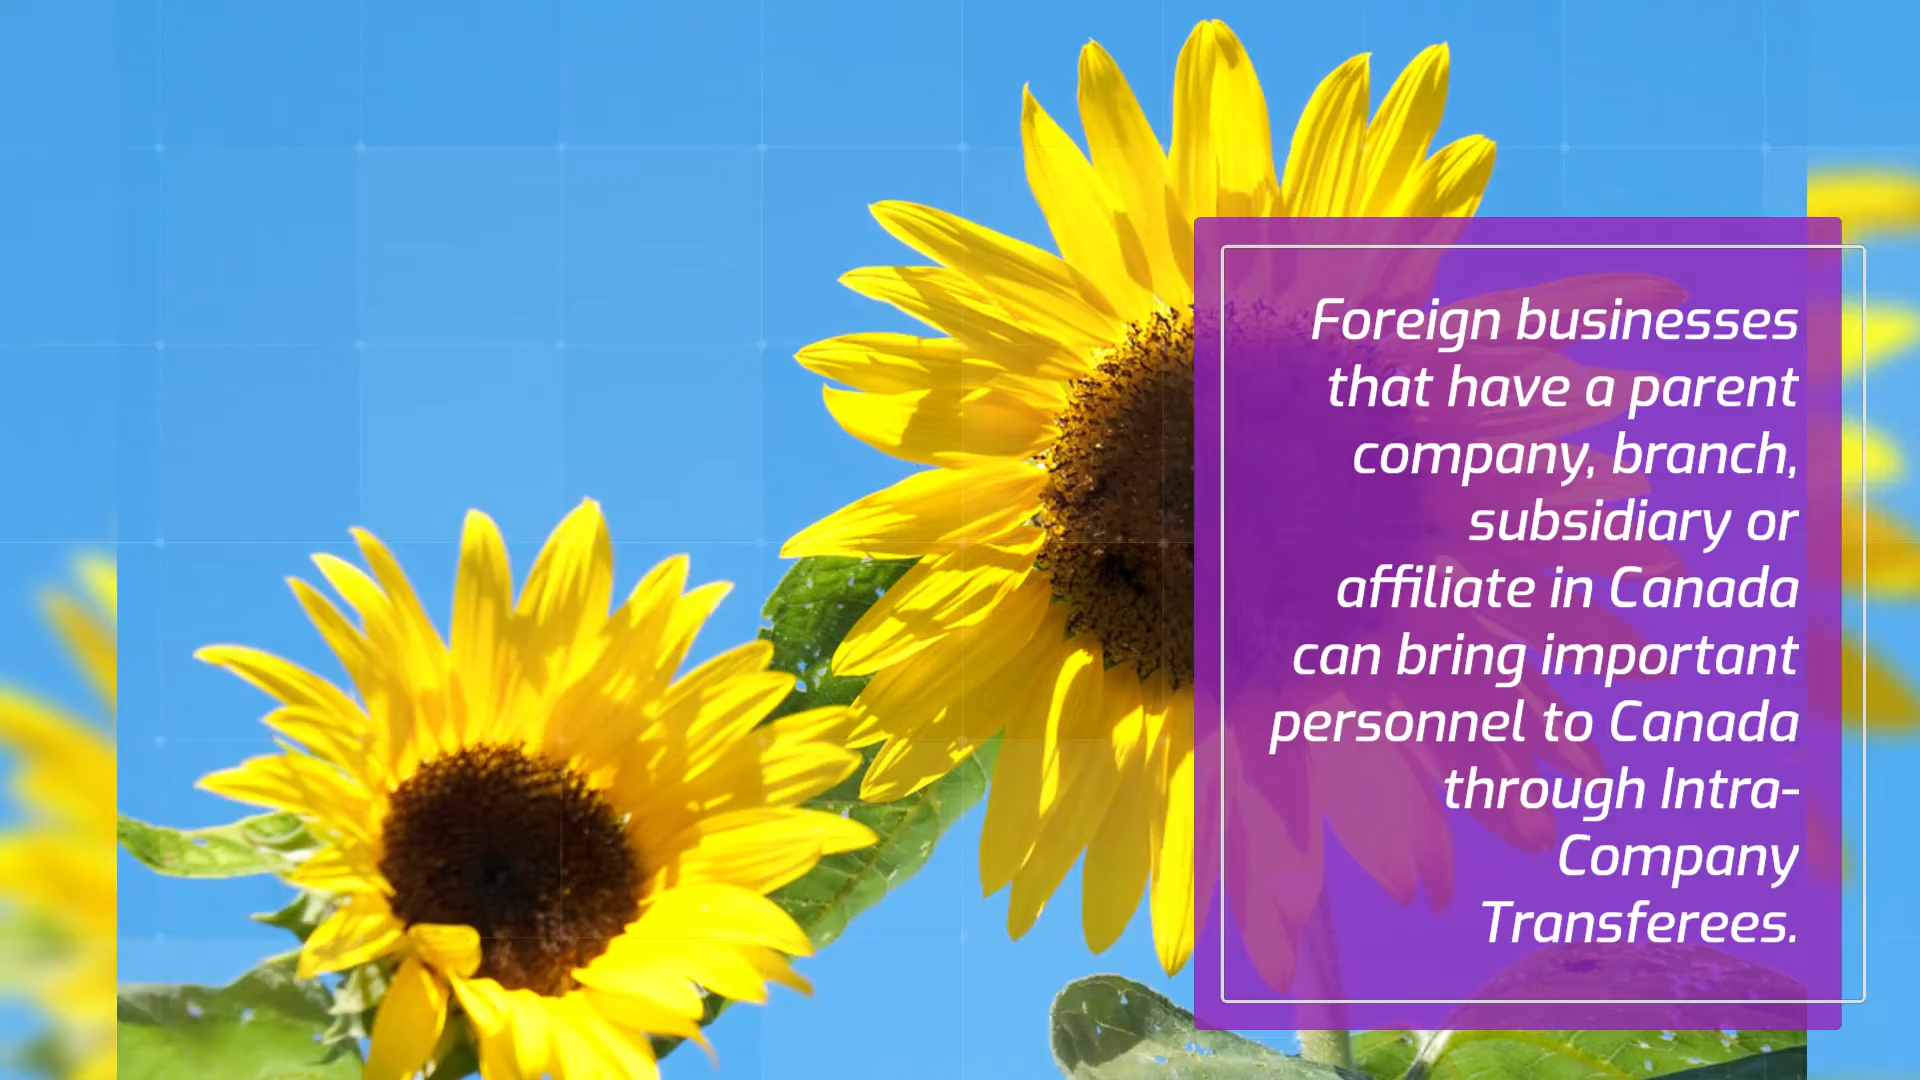 Foreign businesses
that have a parent
company, branch,
subsidiary or
affiliate in Canada
can bring important
personnel to Canada
through Intra-
Company
Transferees.